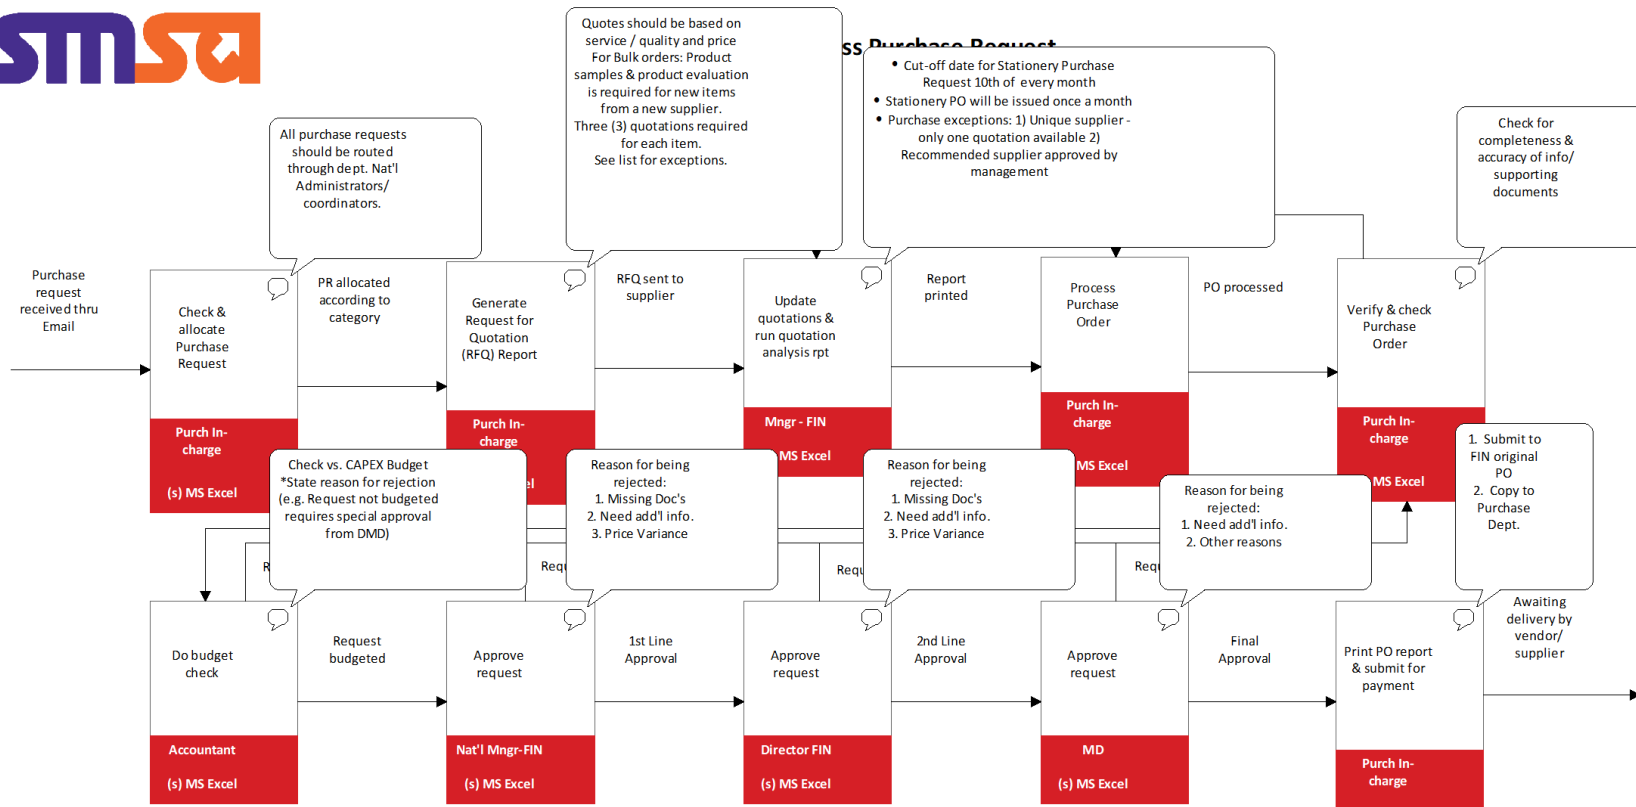 smsa
ss Purchase Request
Quotes should be based on
service / quality and price
For Bulk orders: Product
samples & product evaluation
is required for new items
from a new supplier.
Three (3) quotations required
for each item.
See list for exceptions.
• Cut-off date for Stationery Purchase
Request 10th of every month
• Stationery PO will be issued once a month
• Purchase exceptions: 1) Unique supplier -
only one quotation available 2)
Recommended supplier approved by
management
All purchase requests
should be routed
through dept. Nat'l
Administrators/
coordinators.
Check for
completeness &
accuracy of info/
supporting
documents
Purchase
request
received thru
Email
Check &
allocate
Purchase
Request
Purch In-
charge
(s) MS Excel
PR allocated
according to
category
Generate
Request for
Quotation
(RFQ) Report
Purch In-
charge
el
RFQ sent to
supplier
Update
quotations &
run quotation
analysis rpt
Mngr - FIN
MS Excel
Report
printed
Process
Purchase
Order
Purch In-
charge
MS Excel
PO processed
Verify & check
Purchase
Order
Purch In-
charge
MS Excel
Check vs. CAPEX Budget
*State reason for rejection
(e.g. Request not budgeted
requires special approval
from DMD)
Reason for being
rejected:
1. Missing Doc's
2. Need add'l info.
3. Price Variance
Reason for being
rejected:
1. Missing Doc's
2. Need add'l info.
3. Price Variance
Reason for being
rejected:
1. Need add'l info.
2. Other reasons
1. Submit to
FIN original
PO
2. Copy to
Purchase
Dept.
R
Requ
Requ
Requ
Do budget
check
Accountant
(s) MS Excel
Request
budgeted
Approve
request
Nat'l Mngr-FIN
(s) MS Excel
1st Line
Approval
Approve
request
Director FIN
(s) MS Excel
2nd Line
Approval
Approve
request
MD
(s) MS Excel
Final
Approval
Print PO report
& submit for
payment
Purch In-
charge
Awaiting
delivery by
vendor/
supplier